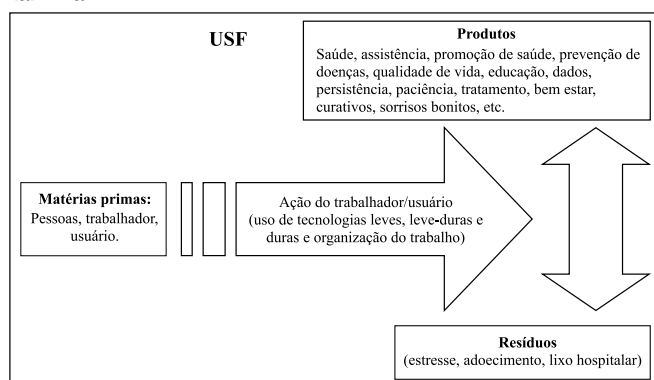 USF
Produtos
Saúde, assistência, promoção de saúde, prevenção de
doenças, qualidade de vida, educação, dados,
persistência, paciência, tratamento, bem estar,
curativos, sorrisos bonitos, etc.
Matérias primas:
Pessoas, trabalhador,
usuário.
Ação do trabalhador/usuário
(uso de tecnologias leves, leve-duras e
duras e organização do trabalho)
Resíduos
(estresse, adoecimento, lixo hospitalar)